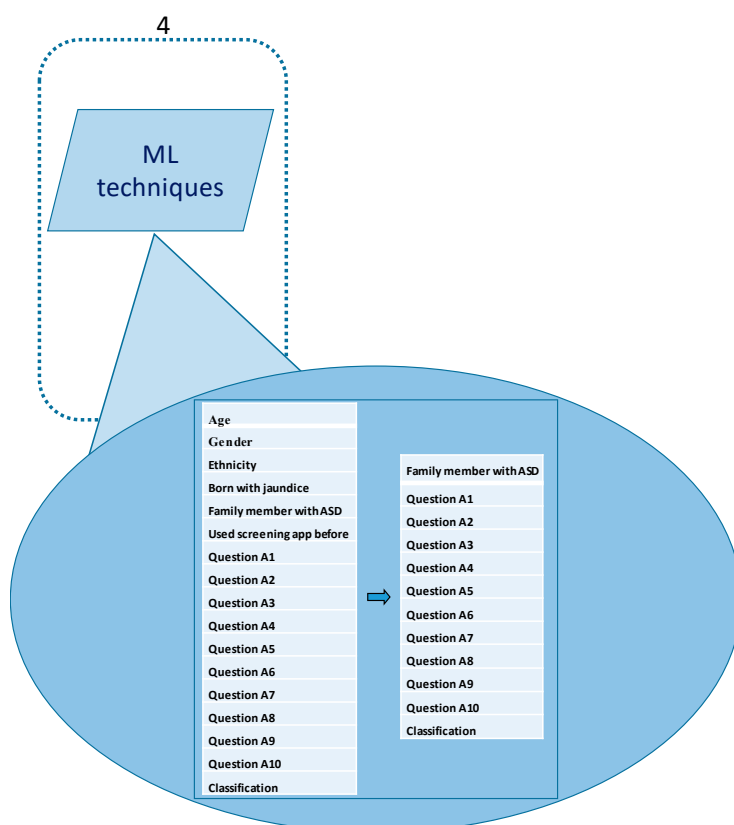 4
ML
techniques
Age
Gender
Ethnicity
Born with jaundice
Family member with ASD
Used screening app before
Question A1
Question A2
Question A3
Question A4
Question A5
Question A6
Question A7
Question A8
Question A9
Question A10
Classification
Family member with ASD
Question A1
Question A2
Question A3
Question A4
Question A5
Question A6
Question A7
Question A8
Question A9
Question A10
Classification